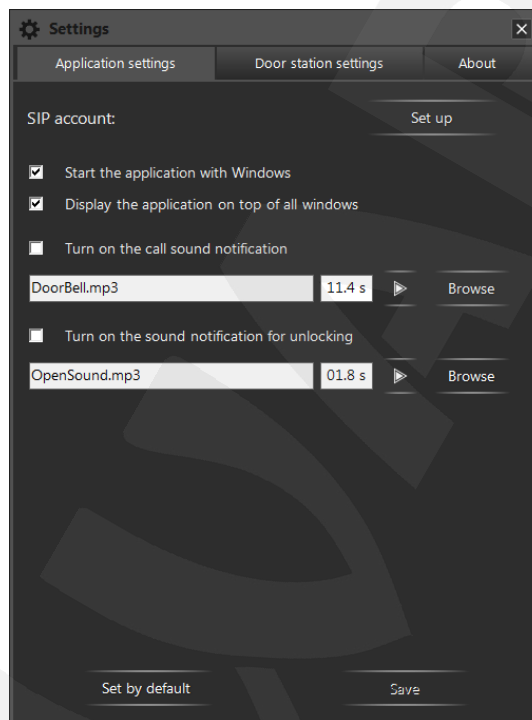 Settings
Application settings Door station settings About
SIP account: Set up
Start the application with Windows
Display the application on top of all windows
Turn on the call sound notification
DoorBell.mp3 11.4 s Browse
Turn on the sound notification for unlocking
OpenSound.mp3 01.8 s Browse
Set by default Save